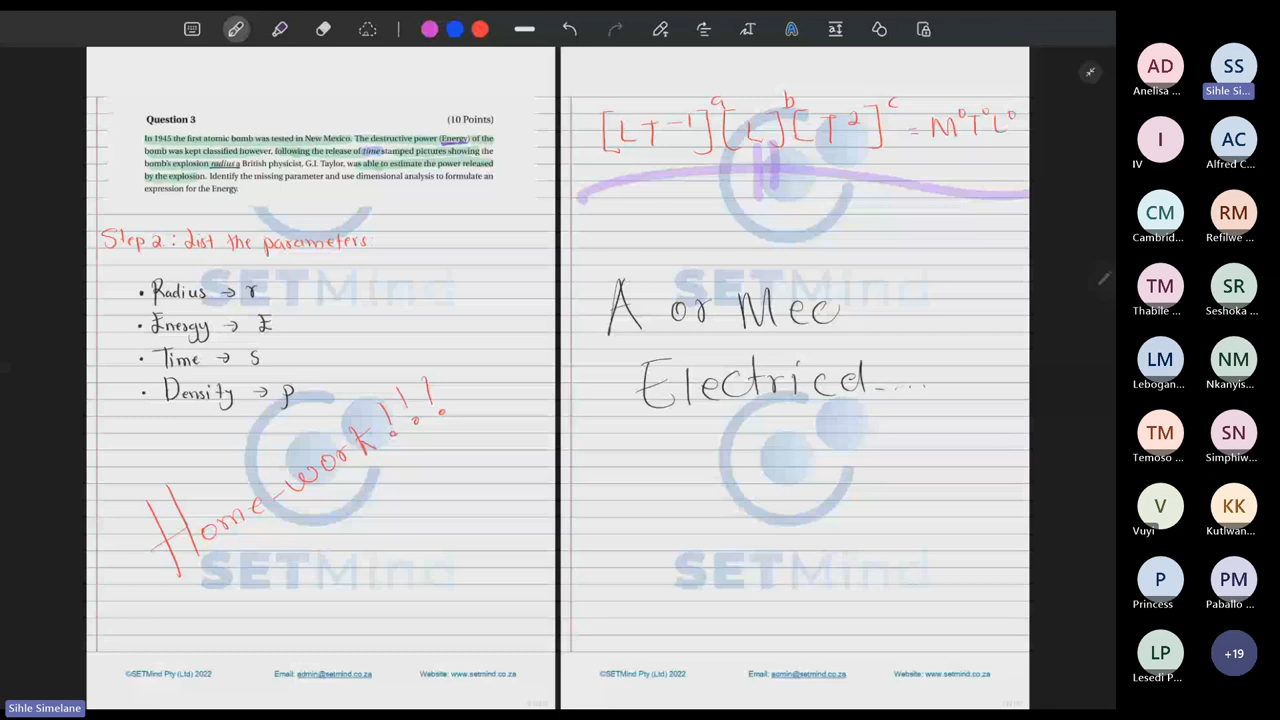 Question 3
(10 Points)
In 1945 the first atomic bomb was tested in New Mexico. The destructive power (Energy) of the
bomb was kept classified however, following the release of time stamped pictures showing the
bomb's explosion radius a British physicist, G.I. Taylor, was able to estimate the power released
by the explosion. Identify the missing parameter and use dimensional analysis to formulate an
expression for the Energy.
Step 2: List the parameters
• Radius → r
• Energy → E
• Time → s
• Density → ρ
Home-work!!!
SETMind
SETMind
©SETMind Pty (Ltd) 2022
Email: admin@setmind.co.za
Website: www.setmind.co.za
[LT⁻¹]ᵃ [L]ᵇ [T²]ᶜ = M⁰T⁰L⁰
A or Mec
Electrical....
SETMind
SETMind
©SETMind Pty (Ltd) 2022
Email: admin@setmind.co.za
Website: www.setmind.co.za
AD
Anelisa ...
SS
Sihle Si...
I
IV
AC
Alfred C...
CM
Cambrid...
RM
Refilwe ...
TM
Thabile ...
SR
Seshoka ...
LM
Lebogan...
NM
Nkanyis...
TM
Temoso ...
SN
Simphiw...
V
Vuyi
KK
Kutlwan...
P
Princess
PM
Paballo ...
LP
Lesedi P...
+19
Sihle Simelane